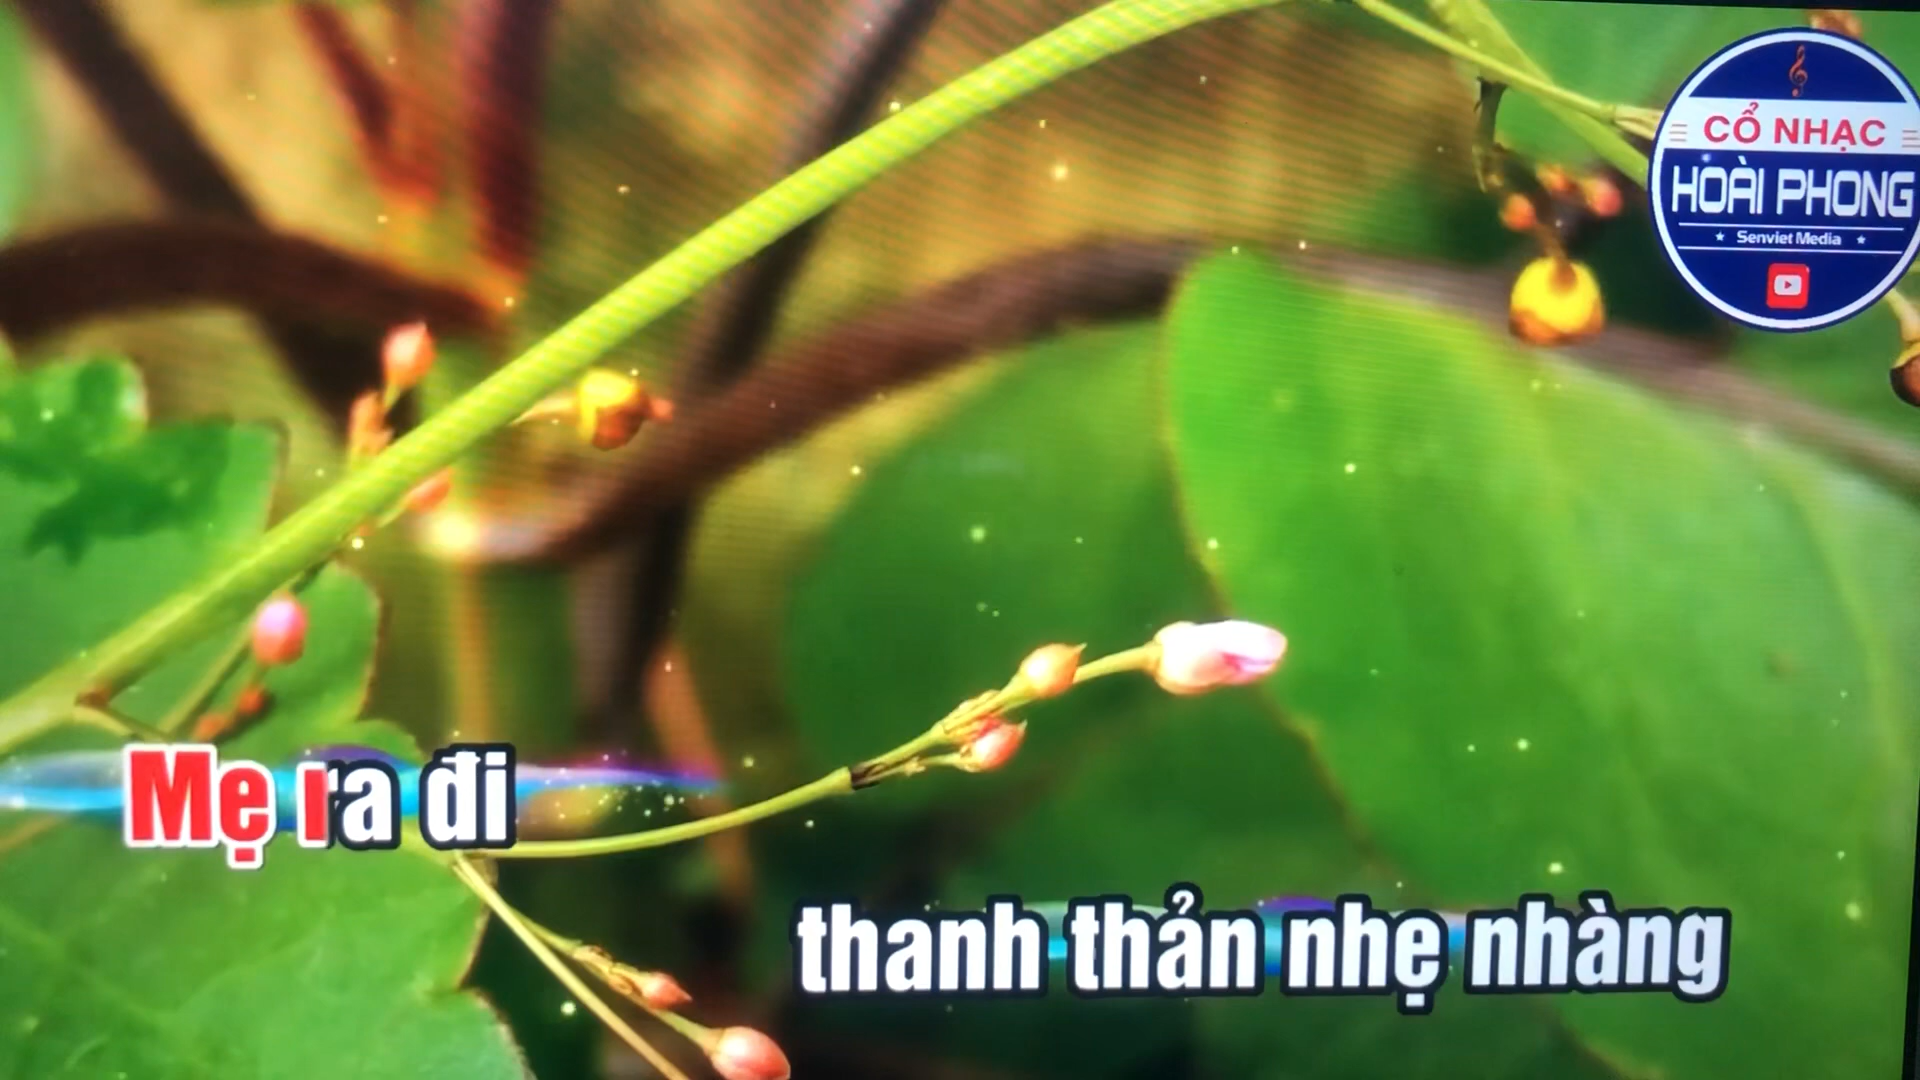 CỔ NHẠC
HOÀI PHONG
Senviet Media
Mẹ ra đi
thanh thản nhẹ nhàng